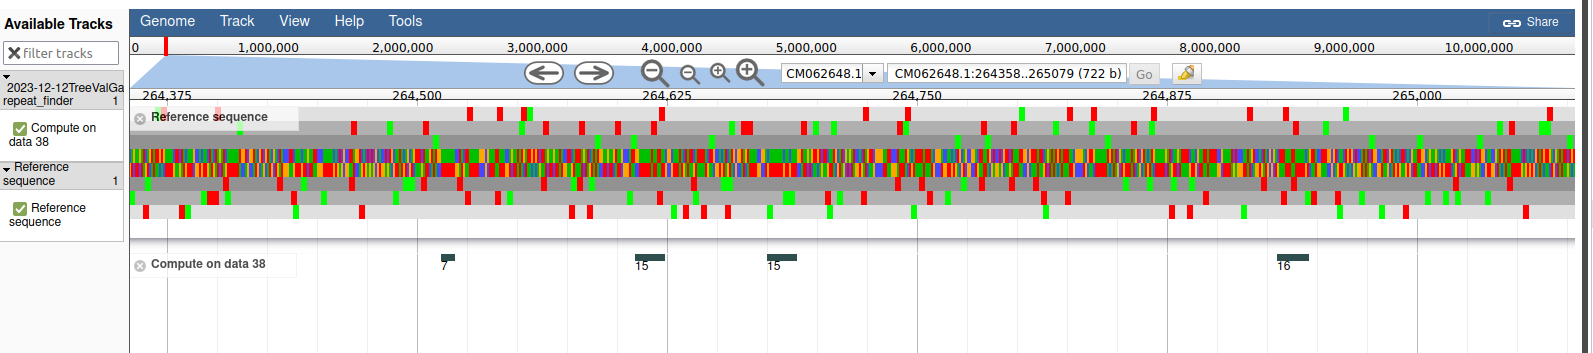 Available Tracks
filter tracks
2023-12-12TreeValGa
repeat_finder 1
Compute on
data 38
Reference
sequence 1
Reference
sequence
Genome Track View Help Tools Share
0 1,000,000 2,000,000 3,000,000 4,000,000 5,000,000 6,000,000 7,000,000 8,000,000 9,000,000 10,000,000
CM062648.1 CM062648.1:264358..265079 (722 b) Go
264,375 264,500 264,625 264,750 264,875 265,000
Reference sequence
Compute on data 38
7 15 15 16